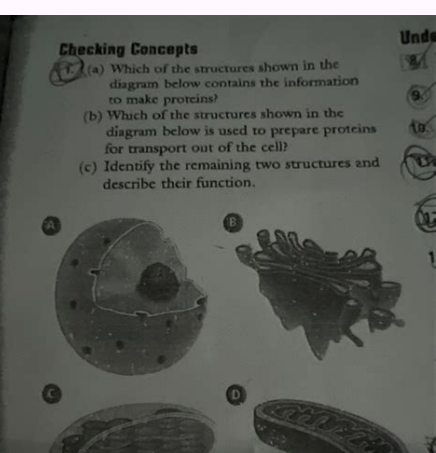 Checking Concepts
1. (a) Which of the structures shown in the
diagram below contains the information
to make proteins?
(b) Which of the structures shown in the
diagram below is used to prepare proteins
for transport out of the cell?
(c) Identify the remaining two structures and
describe their function.
A
B
C
D
Unde
8.
9.
10.